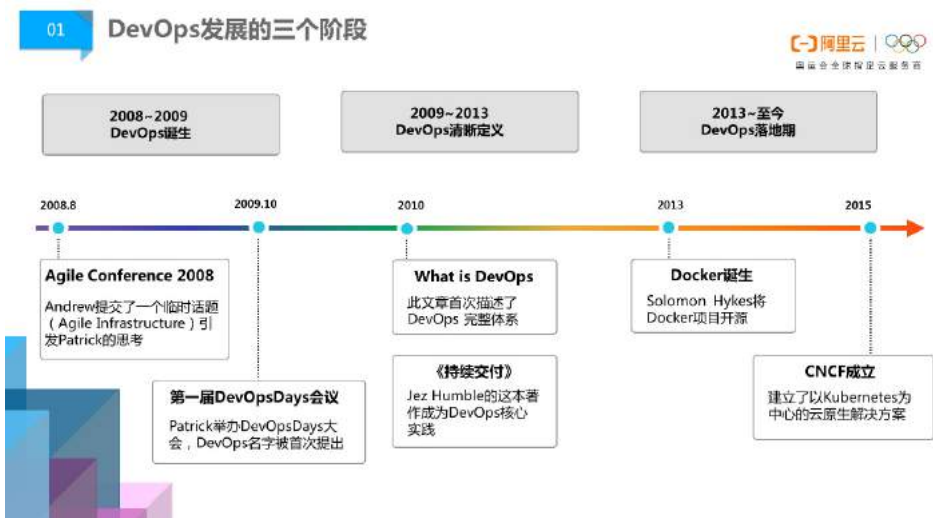 01
DevOps发展的三个阶段
阿里云
奥运会全球指定云服务商
2008~2009
DevOps诞生
2009~2013
DevOps清晰定义
2013~至今
DevOps落地期
2008.8
2009.10
2010
2013
2015
Agile Conference 2008
Andrew提交了一个临时话题
（Agile Infrastructure）引
发Patrick的思考
第一届DevOpsDays会议
Patrick举办DevOpsDays大
会，DevOps名字被首次提出
What is DevOps
此文章首次描述了
DevOps 完整体系
《持续交付》
Jez Humble的这本著
作成为DevOps核心
实践
Docker诞生
Solomon Hykes将
Docker项目开源
CNCF成立
建立了以Kubernetes为
中心的云原生解决方案